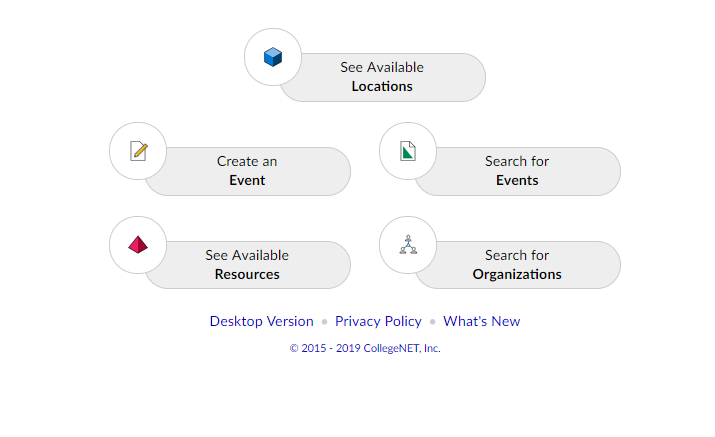 See Available
Locations
Create an
Event
Search for
Events
See Available
Resources
Search for
Organizations
Desktop Version • Privacy Policy • What's New
© 2015 - 2019 CollegeNET, Inc.